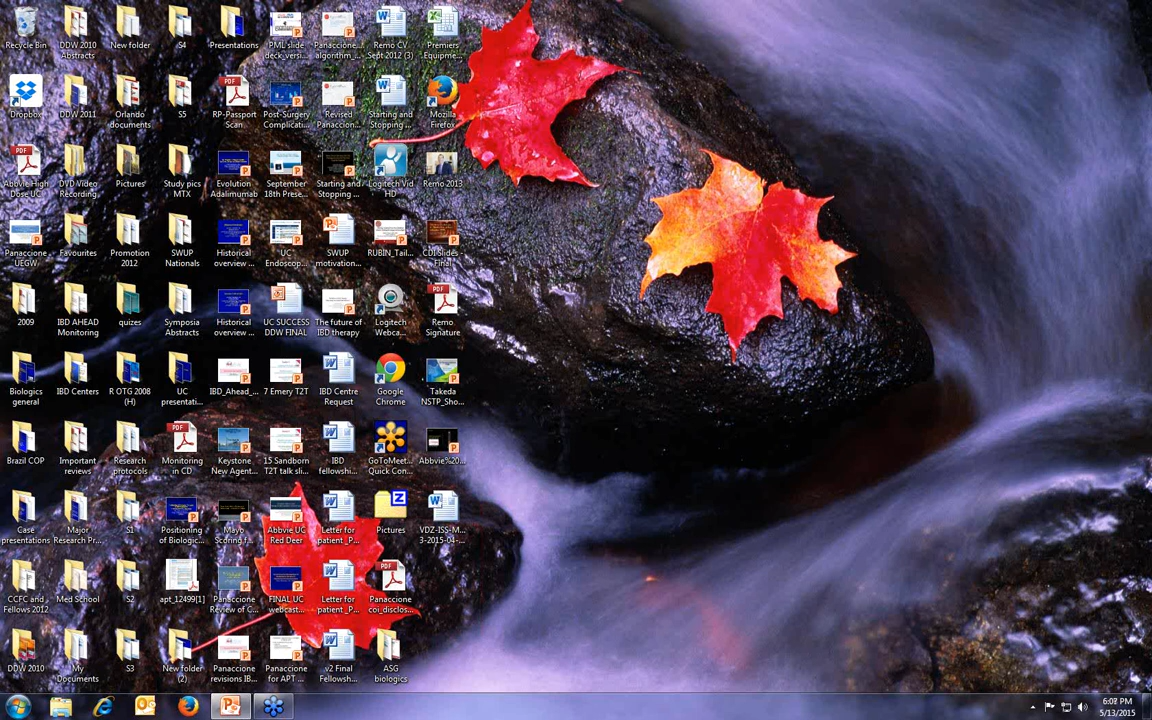 Recycle Bin
DDW 2010
Abstracts
New folder
S4
Presentations
PML slide
deck_versi...
Panaccione...
algorithm_...
Remo CV
Sept 2012 (3)
Premiers
Equipme...
Dropbox
DDW 2011
Orlando
documents
S5
RP-Passport
Scan
Post-Surgery
Complicati...
Revised
Panaccion...
Starting and
Stopping ...
Mozilla
Firefox
Abbvie High
Dose UC
DVD Video
Recording
Pictures
Study pics
MTX
Evolution
Adalimumab
September
18th Prese...
Starting and
Stopping ...
Logitech Vid
HD
Remo 2013
Panaccione
UEGW
Favourites
Promotion
2012
SWUP
Nationals
Historical
overview ...
UC
Endoscop...
SWUP
motivation...
RUBIN_Tail...
CDI Slides -
Final
2009
IBD AHEAD
Monitoring
quizes
Symposia
Abstracts
Historical
overview ...
UC SUCCESS
DDW FINAL
The future of
IBD therapy
Logitech
Webca...
Remo
Signature
Biologics
general
IBD Centers
R OTG 2008
(H)
UC
presentati...
IBD_Ahead_...
7 Emery T2T
IBD Centre
Request
Google
Chrome
Takeda
NSTP_Sho...
Brazil COP
Important
reviews
Research
protocols
Monitoring
in CD
Keystone
New Agent...
15 Sandborn
T2T talk sli...
IBD
fellowshi...
GoToMeet...
Quick Con...
Abbvie%20...
Case
presentations
Major
Research Pr...
S1
Positioning
of Biologic...
Mayo
Scoring f...
Abbvie UC
Red Deer
Letter for
patient_P...
Pictures
VDZ-ISS-M...
3-2015-04-...
CCFC and
Fellows 2012
Med School
S2
apt_12499[1]
Panaccione
Review of C...
FINAL UC
webcast...
Letter for
patient_P...
Panaccione
coi_disclos...
DDW 2010
My
Documents
S3
New folder
(2)
Panaccione
revisions IB...
Panaccione
for APT ...
v2 Final
Fellowsh...
ASG
biologics
6:07 PM
5/13/2015